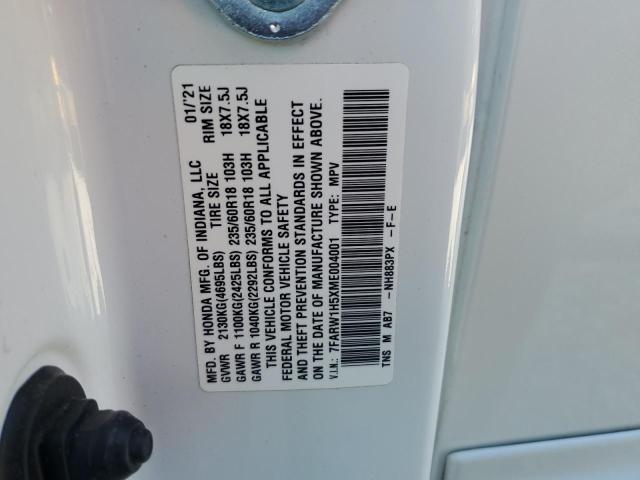 MFD. BY HONDA MFG. OF INDIANA, LLC 01/'21
GVWR 2130KG(4695LBS) TIRE SIZE RIM SIZE
GAWR F 1100KG(2425LBS) 235/60R18 103H 18X7.5J
GAWR R 1040KG(2292LBS) 235/60R18 103H 18X7.5J
THIS VEHICLE CONFORMS TO ALL APPLICABLE
FEDERAL MOTOR VEHICLE SAFETY
AND THEFT PREVENTION STANDARDS IN EFFECT
ON THE DATE OF MANUFACTURE SHOWN ABOVE.
V.I.N.: 7FARW1H5XME004001 TYPE: MPV
TNS M AB7 -NH883PX -F-E